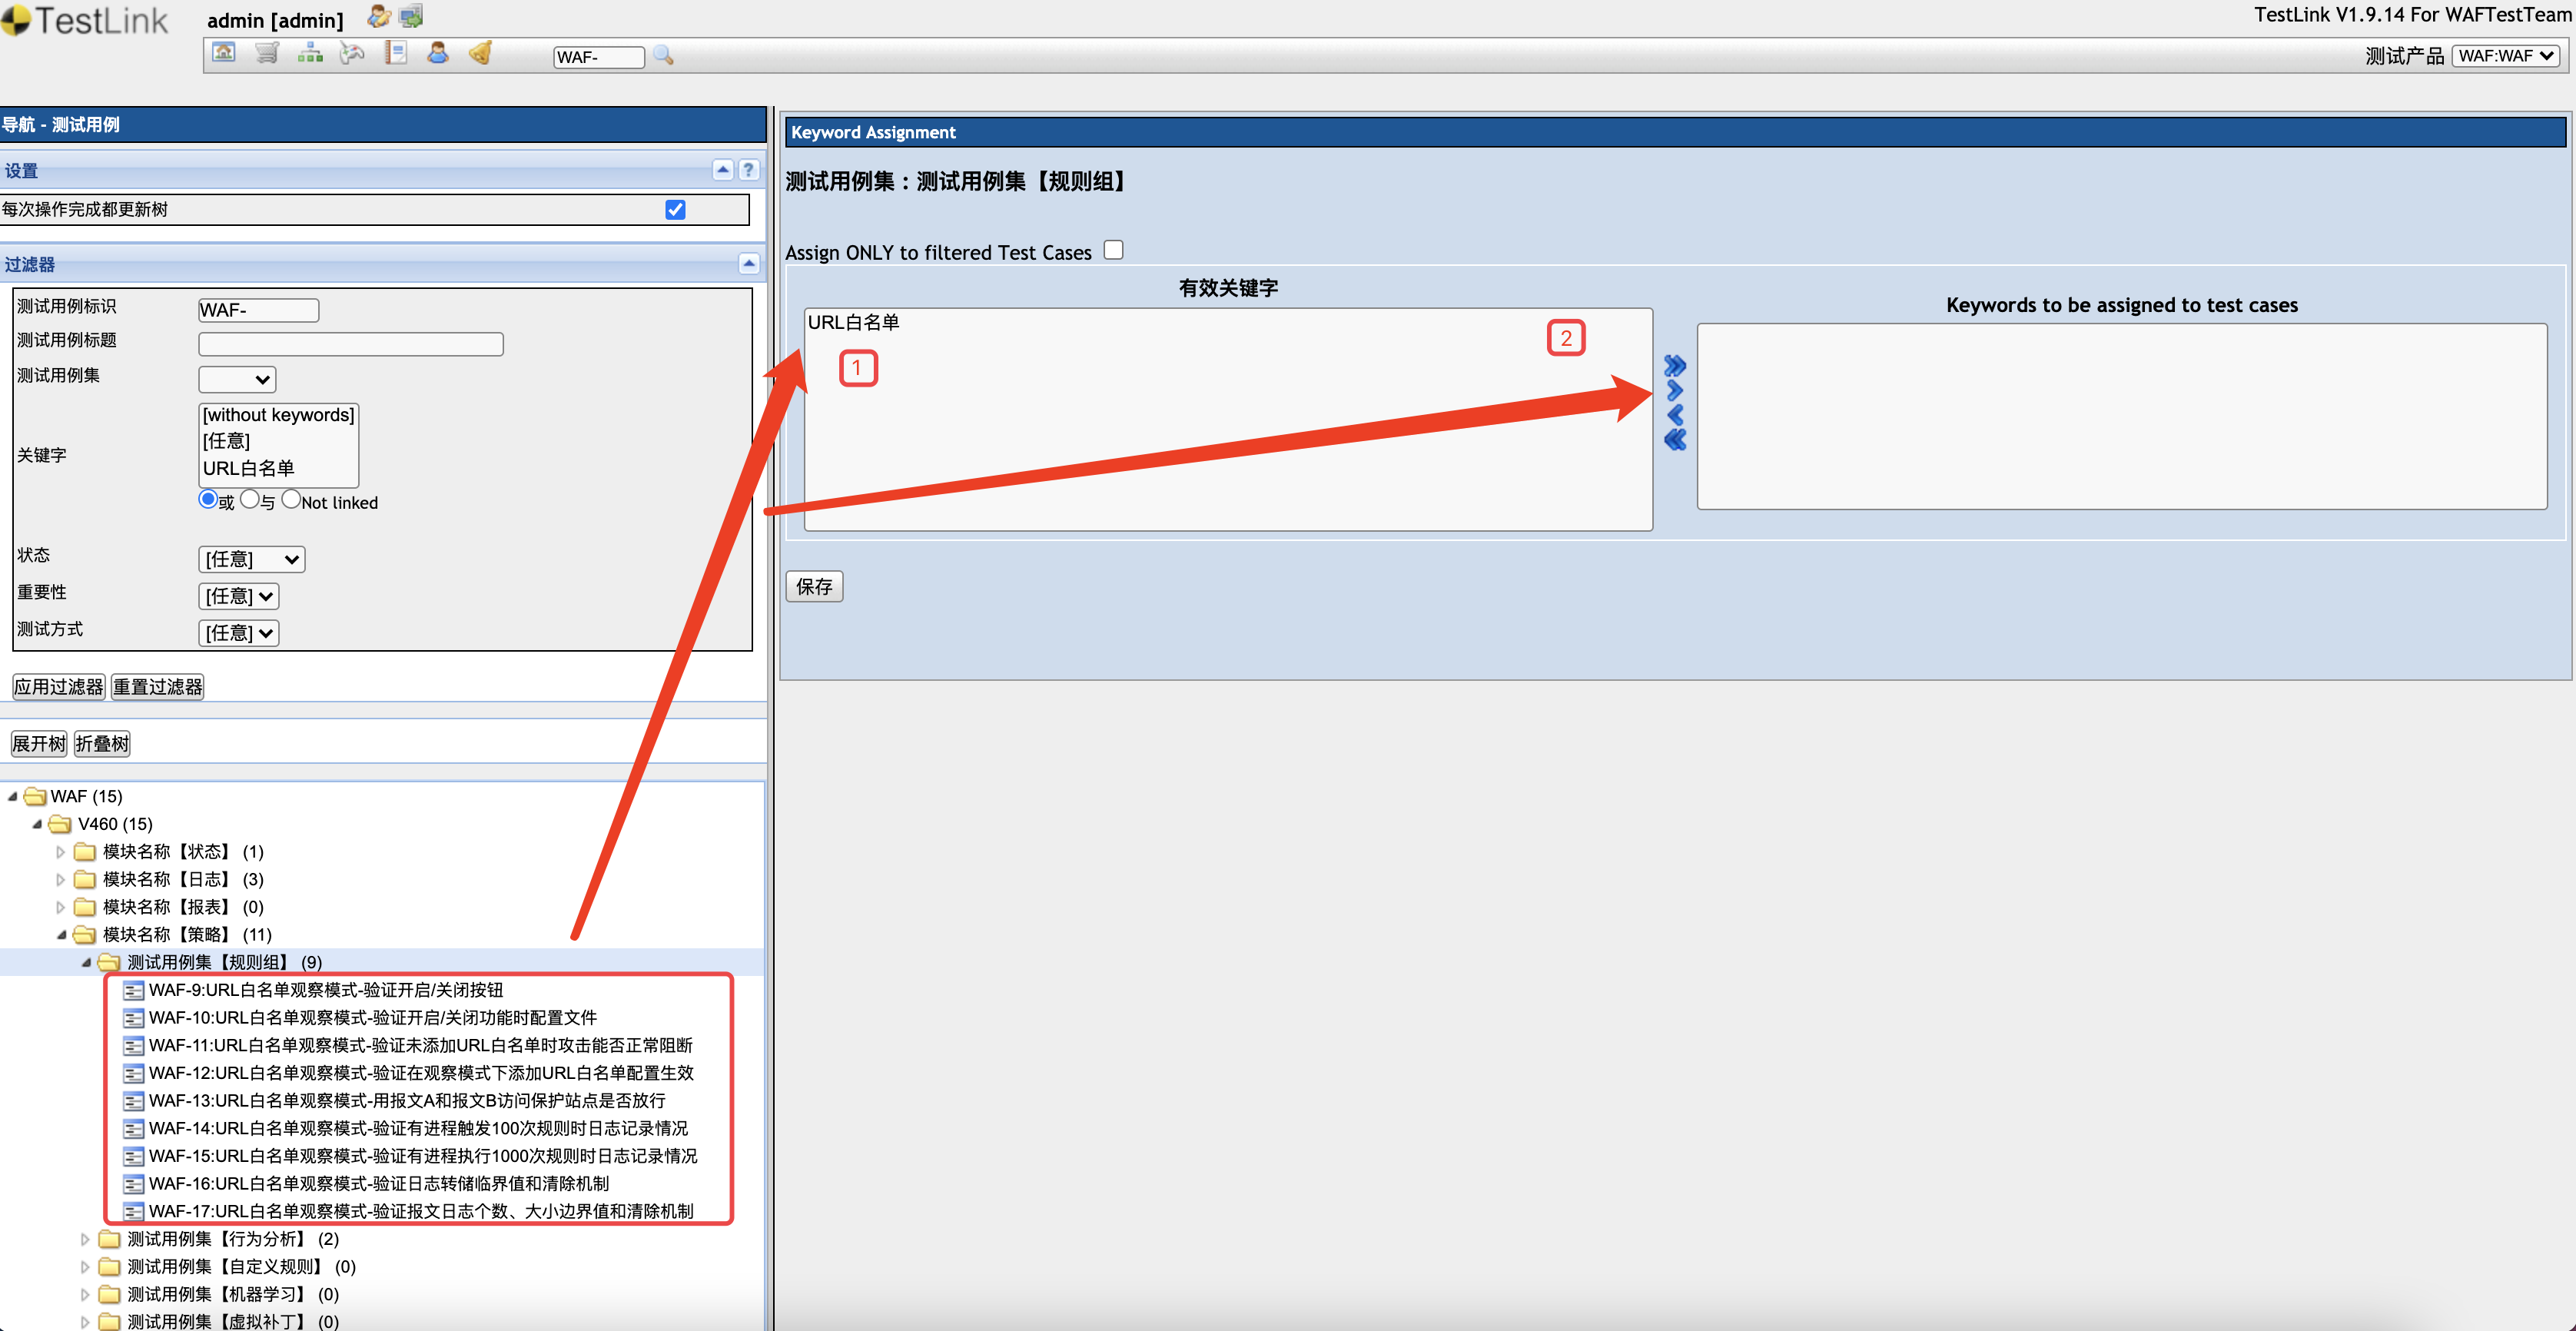 TestLink
admin [admin]
TestLink V1.9.14 For WAFTestTeam
WAF-
测试产品 WAF:WAF
导航 - 测试用例
设置
?
每次操作完成都更新树
过滤器
测试用例标识 WAF-
测试用例标题
测试用例集
关键字
[without keywords]
[任意]
URL白名单
或 与 Not linked
状态 [任意]
重要性 [任意]
测试方式 [任意]
应用过滤器 重置过滤器
展开树 折叠树
WAF (15)
V460 (15)
模块名称【状态】 (1)
模块名称【日志】 (3)
模块名称【报表】 (0)
模块名称【策略】 (11)
测试用例集【规则组】 (9)
WAF-9:URL白名单观察模式-验证开启/关闭按钮
WAF-10:URL白名单观察模式-验证开启/关闭功能时配置文件
WAF-11:URL白名单观察模式-验证未添加URL白名单时攻击能否正常阻断
WAF-12:URL白名单观察模式-验证在观察模式下添加URL白名单配置生效
WAF-13:URL白名单观察模式-用报文A和报文B访问保护站点是否放行
WAF-14:URL白名单观察模式-验证有进程触发100次规则时日志记录情况
WAF-15:URL白名单观察模式-验证有进程执行1000次规则时日志记录情况
WAF-16:URL白名单观察模式-验证日志转储临界值和清除机制
WAF-17:URL白名单观察模式-验证报文日志个数、大小边界值和清除机制
测试用例集【行为分析】 (2)
测试用例集【自定义规则】 (0)
测试用例集【机器学习】 (0)
测试用例集【虚拟补丁】 (0)
Keyword Assignment
测试用例集 : 测试用例集【规则组】
Assign ONLY to filtered Test Cases
有效关键字
Keywords to be assigned to test cases
URL白名单
1
2
保存